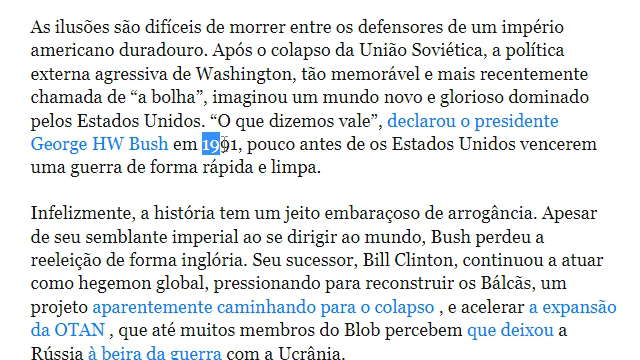 As ilusões são difíceis de morrer entre os defensores de um império
americano duradouro. Após o colapso da União Soviética, a política
externa agressiva de Washington, tão memorável e mais recentemente
chamada de “a bolha”, imaginou um mundo novo e glorioso dominado
pelos Estados Unidos. “O que dizemos vale”, declarou o presidente
George HW Bush em 1991, pouco antes de os Estados Unidos vencerem
uma guerra de forma rápida e limpa.
Infelizmente, a história tem um jeito embaraçoso de arrogância. Apesar
de seu semblante imperial ao se dirigir ao mundo, Bush perdeu a
reeleição de forma inglória. Seu sucessor, Bill Clinton, continuou a atuar
como hegemon global, pressionando para reconstruir os Bálcãs, um
projeto aparentemente caminhando para o colapso , e acelerar a expansão
da OTAN , que até muitos membros do Blob percebem que deixou a
Rússia à beira da guerra com a Ucrânia.